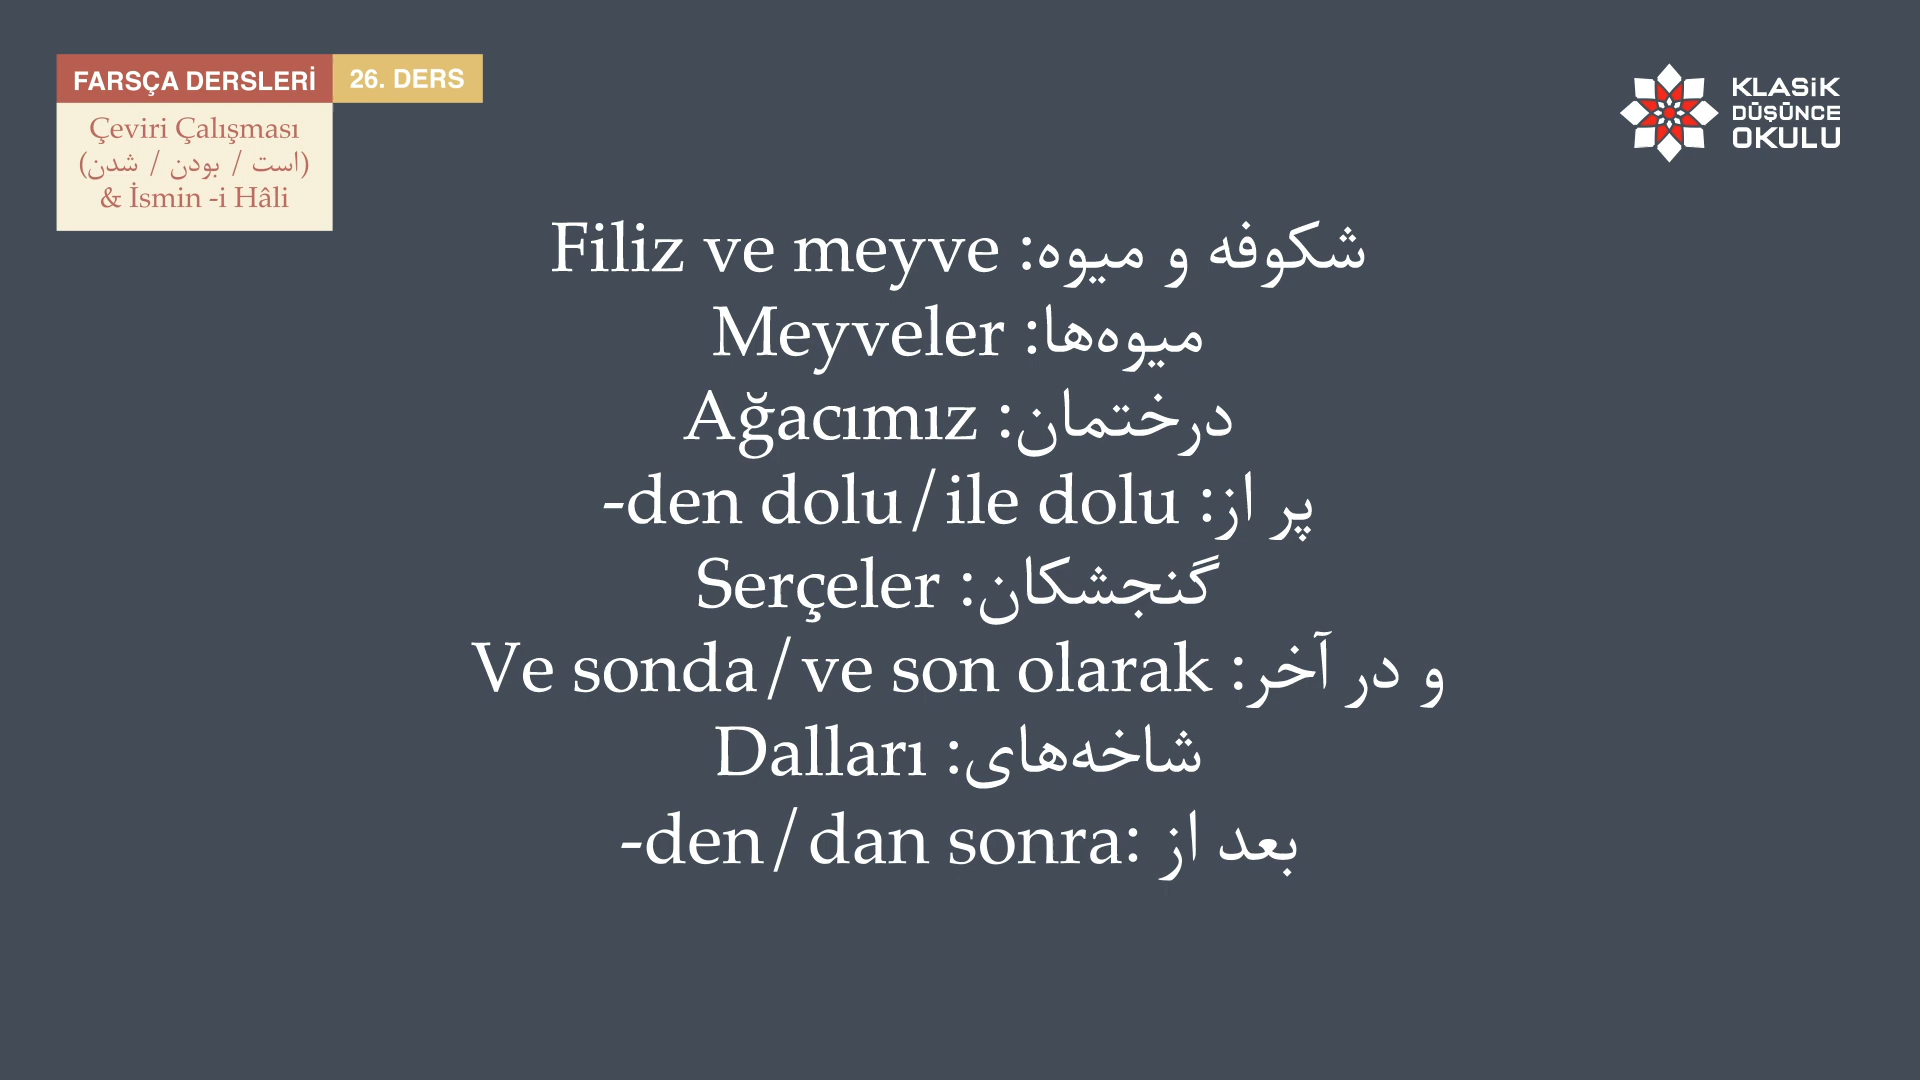 FARSÇA DERSLERİ
26. DERS
Çeviri Çalışması
(است / بودن / شدن)
& İsmin -i Hâli
KLASiK
DÜŞÜNCE
OKULU
شکوفه و میوه: Filiz ve meyve
میوه‌ها: Meyveler
درختمان: Ağacımız
پر از: -den dolu/ile dolu
گنجشکان: Serçeler
و در آخر: Ve sonda/ve son olarak
شاخه‌های: Dalları
بعد از :-den/dan sonra